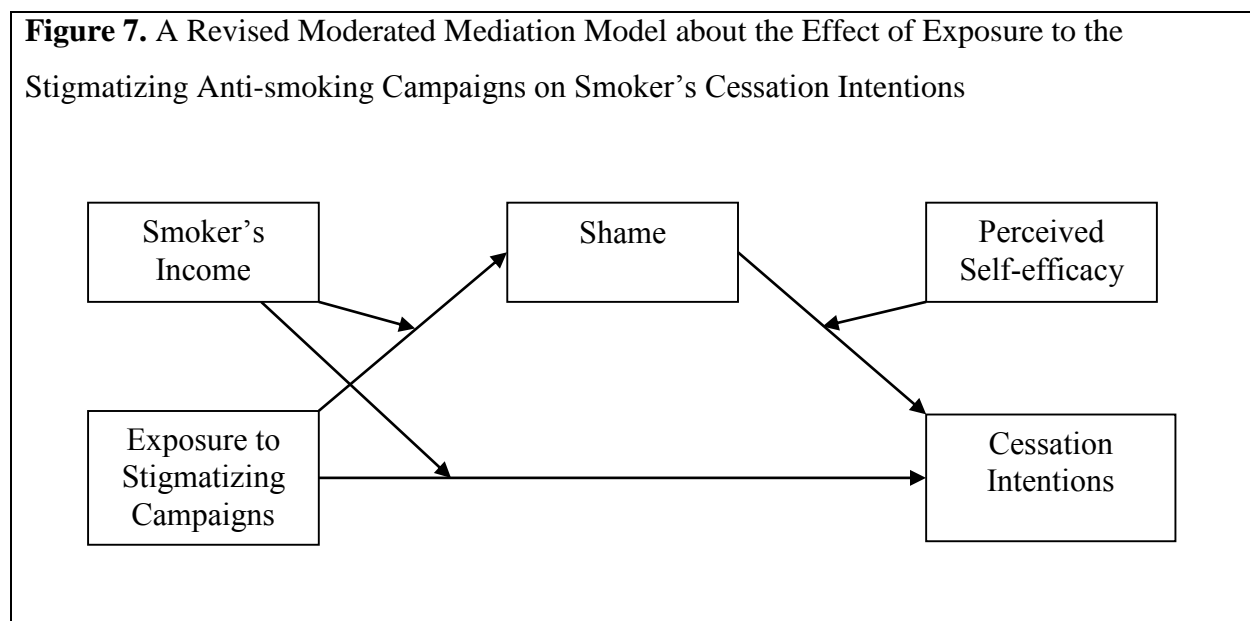 Figure 7. A Revised Moderated Mediation Model about the Effect of Exposure to the
Stigmatizing Anti-smoking Campaigns on Smoker's Cessation Intentions
Smoker's
Income
Shame
Perceived
Self-efficacy
Exposure to
Stigmatizing
Campaigns
Cessation
Intentions